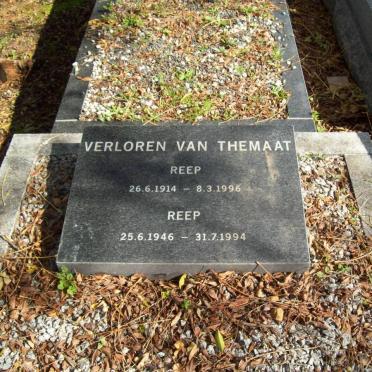 VERLOREN VAN THEMAAT
REEP
26.6.1914 – 8.3.1996
REEP
25.6.1946 – 31.7.1994